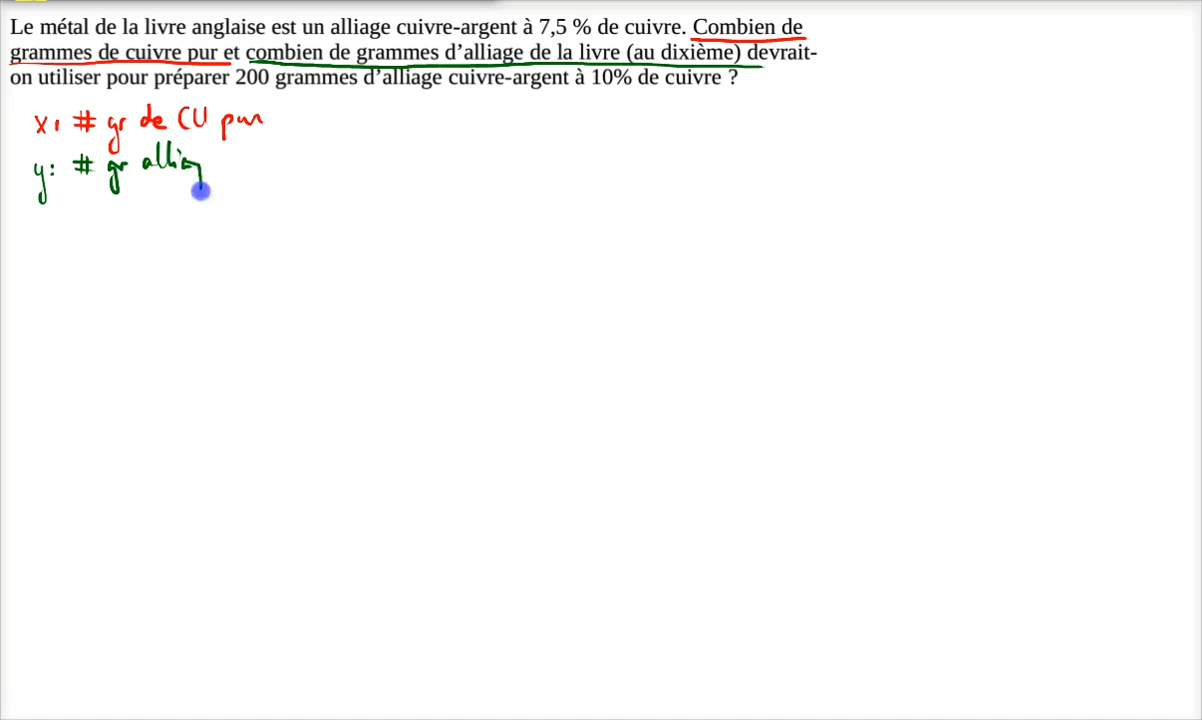 Le métal de la livre anglaise est un alliage cuivre-argent à 7,5 % de cuivre. Combien de
grammes de cuivre pur et combien de grammes d’alliage de la livre (au dixième) devrait-
on utiliser pour préparer 200 grammes d’alliage cuivre-argent à 10% de cuivre ?
x: # gr de CU pur
y: # gr alliag